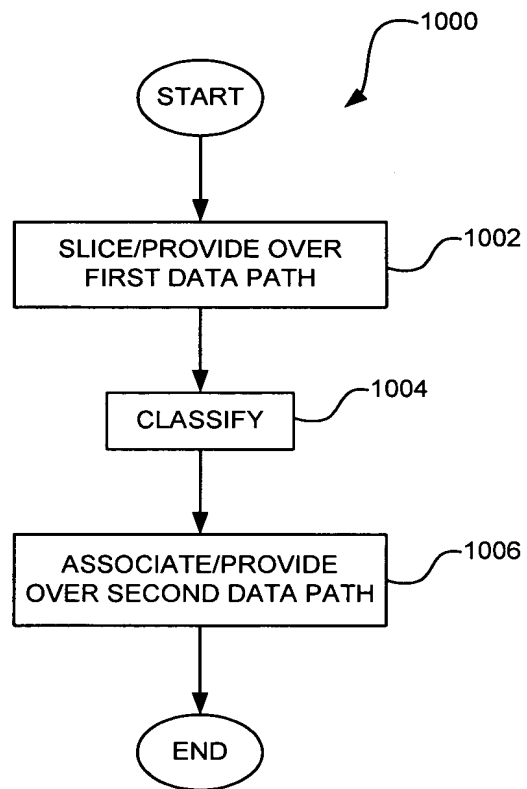 1000
START
SLICE/PROVIDE OVER
FIRST DATA PATH
1002
CLASSIFY
1004
ASSOCIATE/PROVIDE
OVER SECOND DATA PATH
1006
END